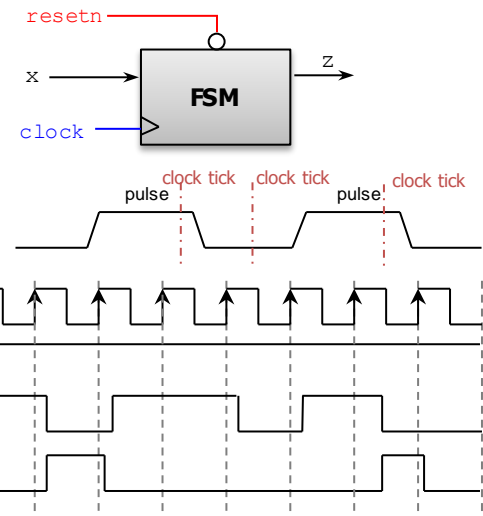 resetn
x
FSM
z
clock
clock tick
clock tick
clock tick
pulse
pulse